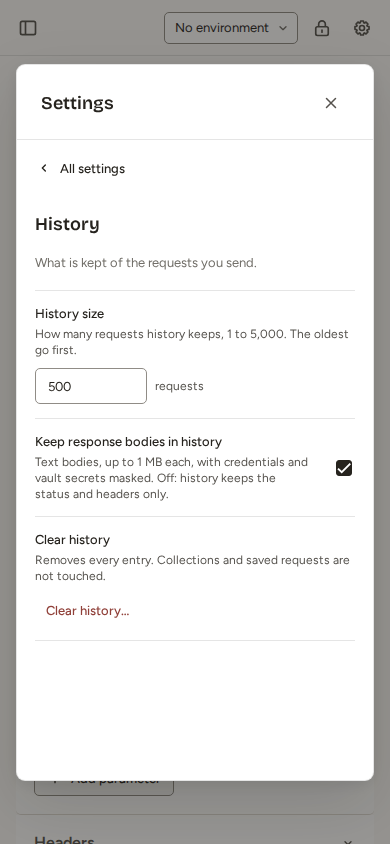 No environment
Settings
All settings
History
What is kept of the requests you send.
History size
How many requests history keeps, 1 to 5,000. The oldest
go first.
500 requests
Keep response bodies in history
Text bodies, up to 1 MB each, with credentials and
vault secrets masked. Off: history keeps the
status and headers only.
Clear history
Removes every entry. Collections and saved requests are
not touched.
Clear history...
Add parameter
Headers